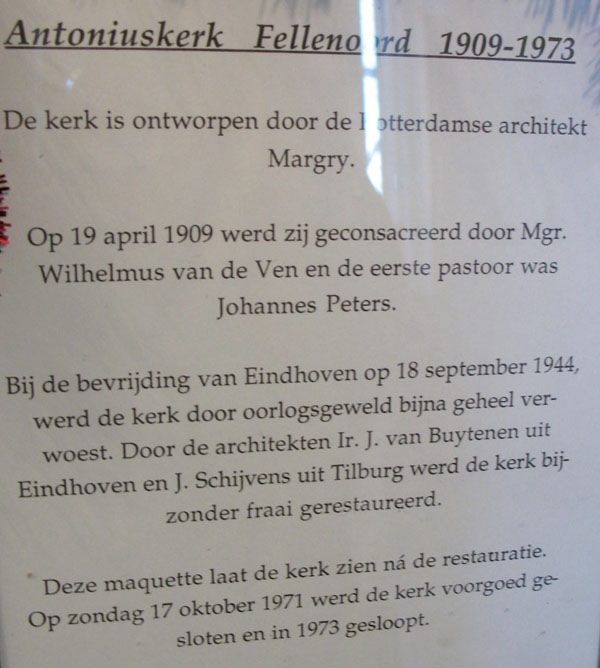 Antoniuskerk Fellenoord 1909-1973
De kerk is ontworpen door de Rotterdamse architekt
Margry.
Op 19 april 1909 werd zij geconsacreerd door Mgr.
Wilhelmus van de Ven en de eerste pastoor was
Johannes Peters.
Bij de bevrijding van Eindhoven op 18 september 1944,
werd de kerk door oorlogsgeweld bijna geheel ver-
woest. Door de architekten Ir. J. van Buytenen uit
Eindhoven en J. Schijvens uit Tilburg werd de kerk bij-
zonder fraai gerestaureerd.
Deze maquette laat de kerk zien ná de restauratie.
Op zondag 17 oktober 1971 werd de kerk voorgoed ge-
sloten en in 1973 gesloopt.